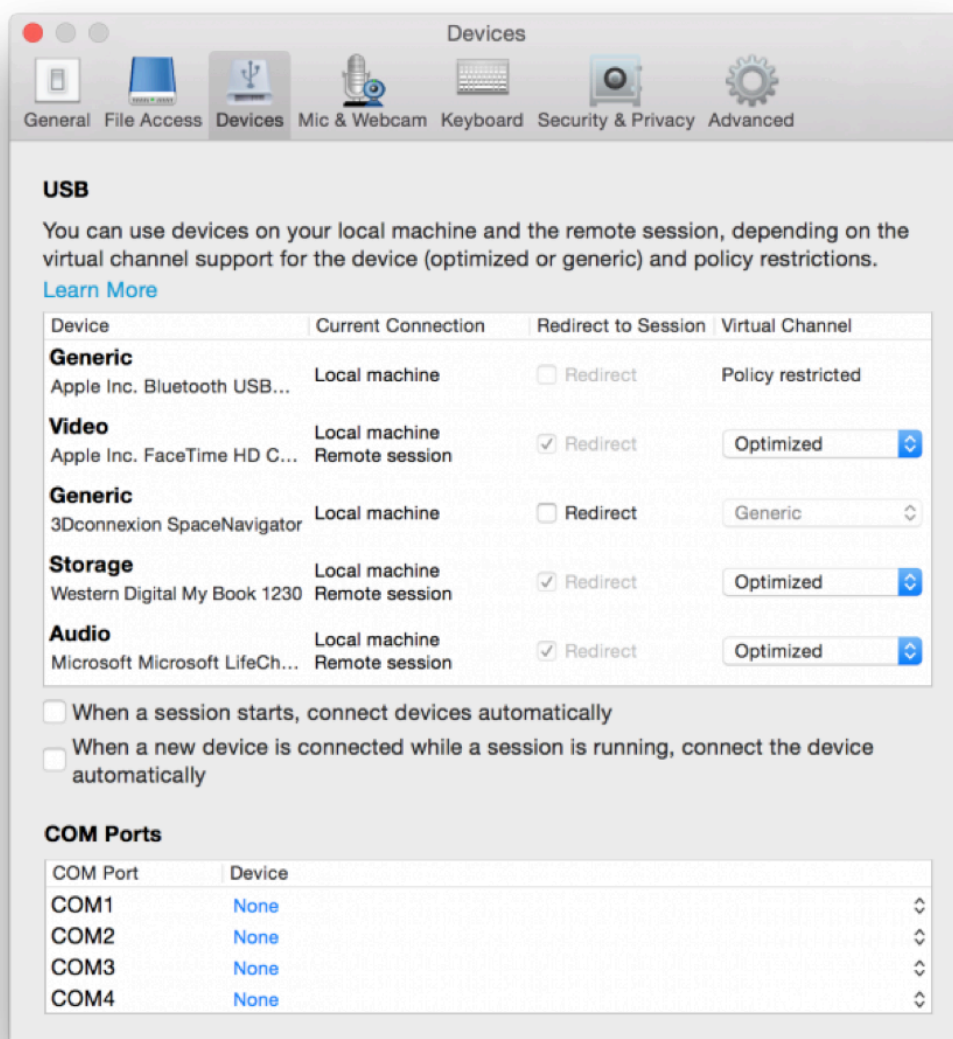 Devices
General File Access Devices Mic & Webcam Keyboard Security & Privacy Advanced
USB
You can use devices on your local machine and the remote session, depending on the
virtual channel support for the device (optimized or generic) and policy restrictions.
Learn More
Device Current Connection Redirect to Session Virtual Channel
Generic
Apple Inc. Bluetooth USB... Local machine Redirect Policy restricted
Video
Apple Inc. FaceTime HD C... Local machine Remote session Redirect Optimized
Generic
3Dconnexion SpaceNavigator Local machine Redirect Generic
Storage
Western Digital My Book 1230 Local machine Remote session Redirect Optimized
Audio
Microsoft Microsoft LifeCh... Local machine Remote session Redirect Optimized
When a session starts, connect devices automatically
When a new device is connected while a session is running, connect the device
automatically
COM Ports
COM Port Device
COM1 None
COM2 None
COM3 None
COM4 None